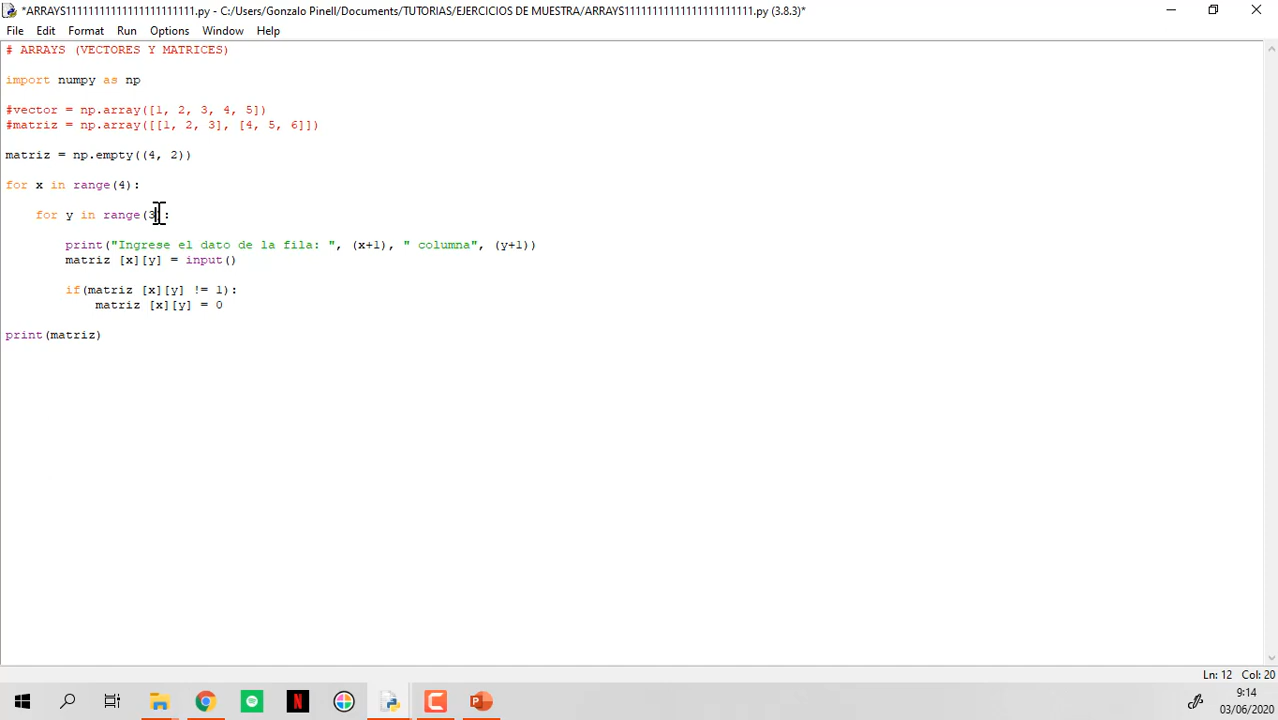 *ARRAYS1111111111111111111111111.py - C:/Users/Gonzalo Pinell/Documents/TUTORIAS/EJERCICIOS DE MUESTRA/ARRAYS1111111111111111111111111.py (3.8.3)*
File Edit Format Run Options Window Help
# ARRAYS (VECTORES Y MATRICES)
import numpy as np
#vector = np.array([1, 2, 3, 4, 5])
#matriz = np.array([[1, 2, 3], [4, 5, 6]])
matriz = np.empty((4, 2))
for x in range(4):
for y in range(3):
print("Ingrese el dato de la fila: ", (x+1), " columna", (y+1))
matriz [x][y] = input()
if(matriz [x][y] != 1):
matriz [x][y] = 0
print(matriz)
Ln: 12 Col: 20
9:14
03/06/2020